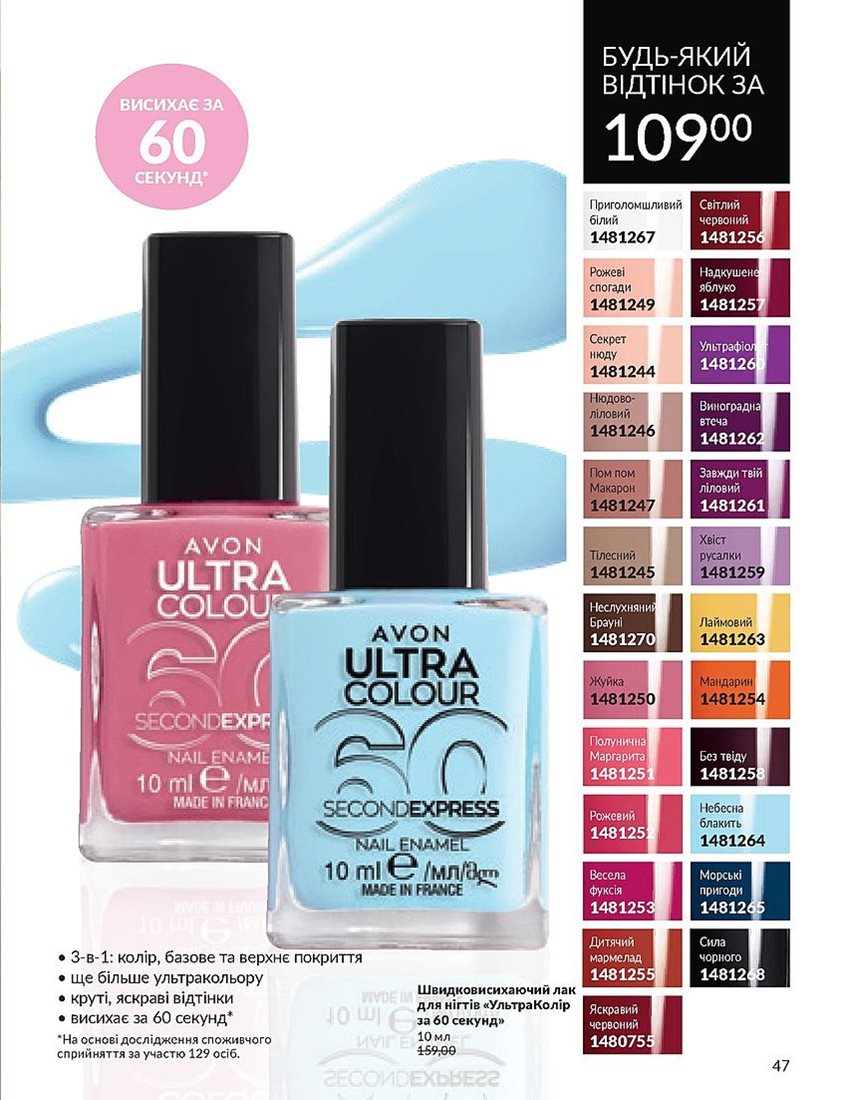 ВИСИХАЄ ЗА
60
СЕКУНД*
БУДЬ-ЯКИЙ
ВІДТІНОК ЗА
109⁰⁰
AVON
ULTRA
COLOUR
60
SECONDEXPRE
NAIL ENAMEL
10 ml e /мл
MADE IN FRANCE
AVON
ULTRA
COLOUR
60
SECONDEXPRESS
NAIL ENAMEL
10 ml e /мл/მლ
MADE IN FRANCE
Приголомшливий
білий
1481267
Світлий
червоний
1481256
Рожеві
спогади
1481249
Надкушене
яблуко
1481257
Секрет
нюду
1481244
Ультрафіолет
1481260
Нюдово-
ліловий
1481246
Виноградна
втеча
1481262
Пом пом
Макарон
1481247
Завжди твій
ліловий
1481261
Тілесний
1481245
Хвіст
русалки
1481259
Неслухняний
Брауні
1481270
Лаймовий
1481263
Жуйка
1481250
Мандарин
1481254
Полунична
Маргарита
1481251
Без твіду
1481258
Рожевий
1481252
Небесна
блакить
1481264
Весела
фуксія
1481253
Морські
пригоди
1481265
Дитячий
мармелад
1481255
Сила
чорного
1481268
Яскравий
червоний
1480755
• 3-в-1: колір, базове та верхнє покриття
• ще більше ультракольору
• круті, яскраві відтінки
• висихає за 60 секунд*
*На основі дослідження споживчого
сприйняття за участю 129 осіб.
Швидковисихаючий лак
для нігтів «УльтраКолір
за 60 секунд»
10 мл
159,00
47